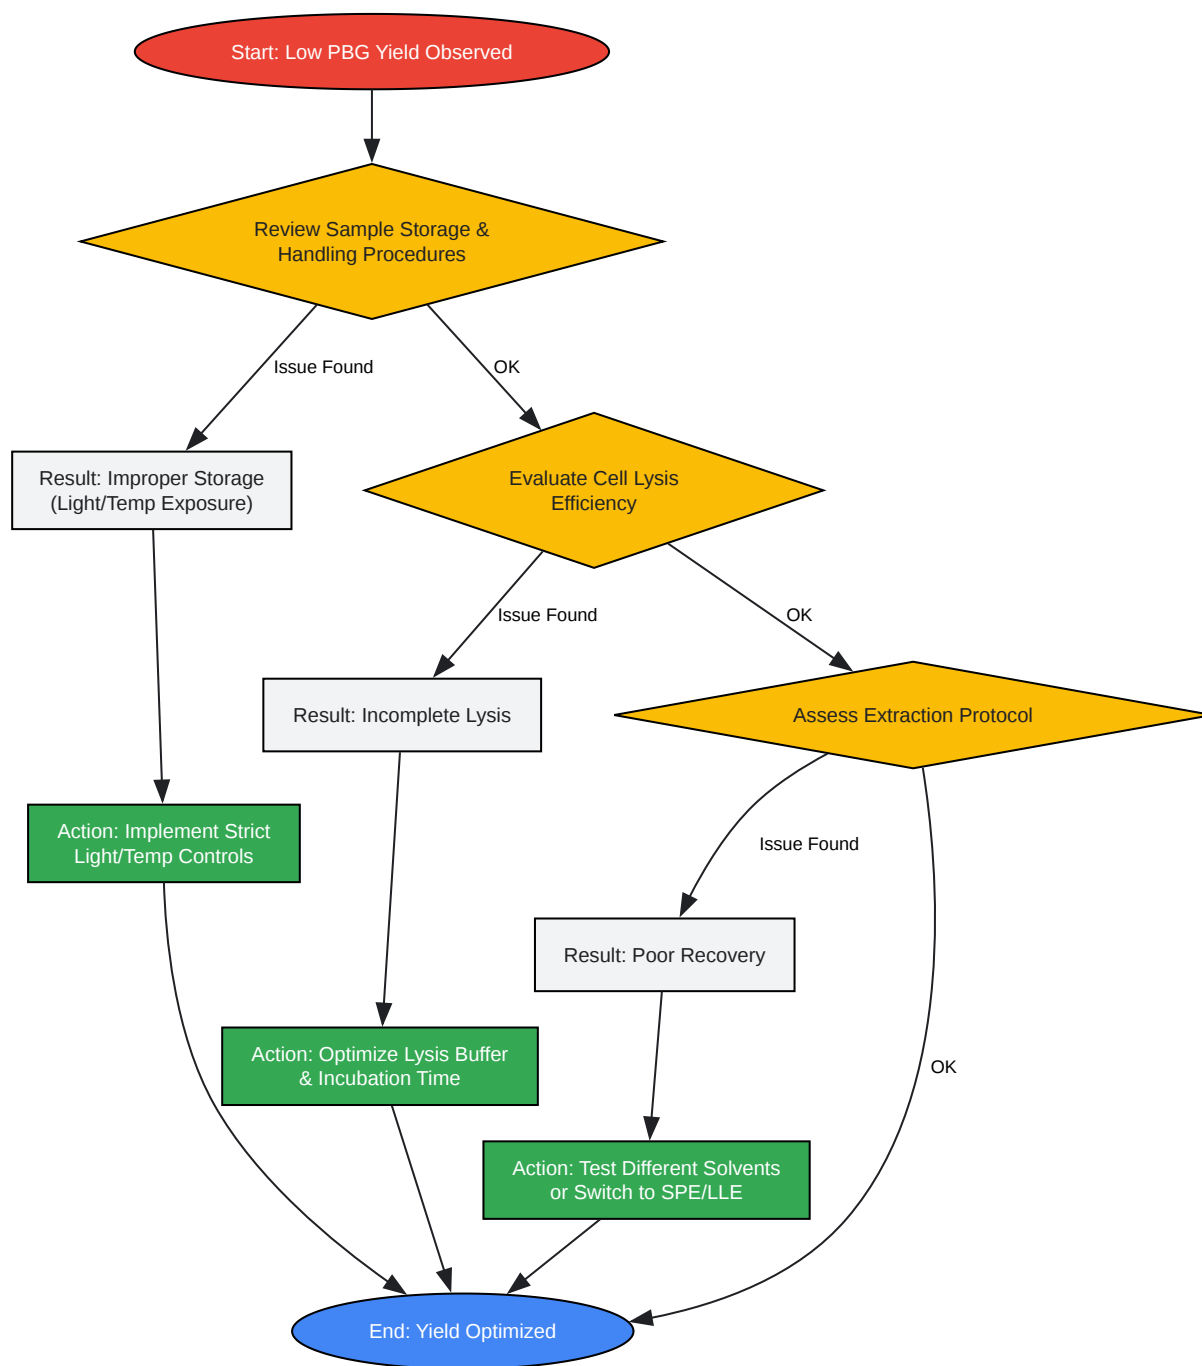 Start: Low PBG Yield Observed
Review Sample Storage &
Handling Procedures
Issue Found
OK
Result: Improper Storage
(Light/Temp Exposure)
Evaluate Cell Lysis
Efficiency
Issue Found
OK
Result: Incomplete Lysis
Assess Extraction Protocol
Action: Implement Strict
Light/Temp Controls
Issue Found
Result: Poor Recovery
Action: Optimize Lysis Buffer
& Incubation Time
OK
Action: Test Different Solvents
or Switch to SPE/LLE
End: Yield Optimized